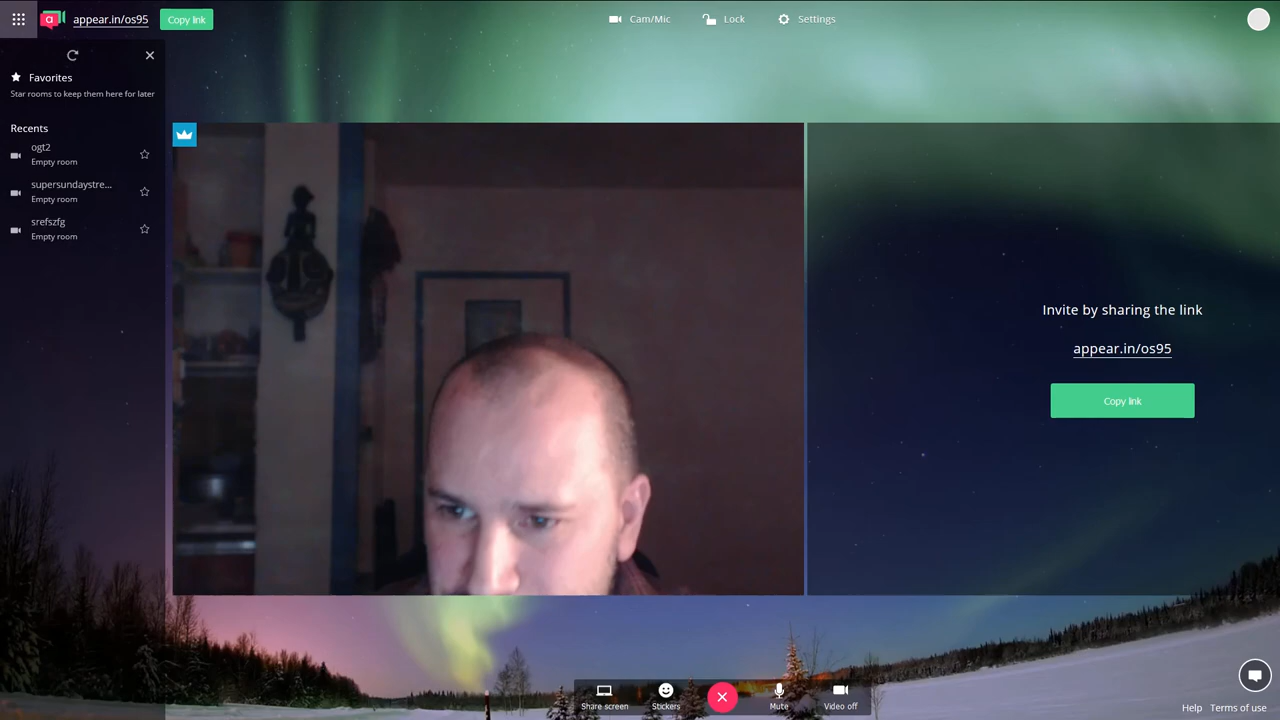 appear.in/os95
Copy link
Cam/Mic
Lock
Settings
Favorites
Star rooms to keep them here for later
Recents
ogt2
Empty room
supersundaystre...
Empty room
srefszfg
Empty room
Invite by sharing the link
appear.in/os95
Copy link
Share screen
Stickers
Mute
Video off
Help
Terms of use